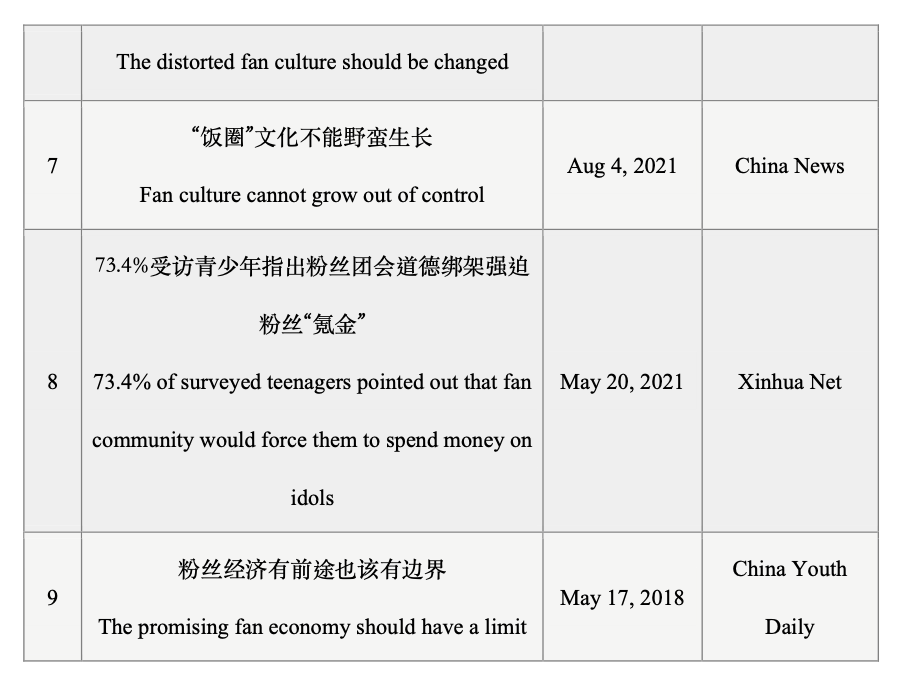 The distorted fan culture should be changed
7
“饭圈”文化不能野蛮生长
Fan culture cannot grow out of control
Aug 4, 2021
China News
8
73.4%受访青少年指出粉丝团会道德绑架强迫
粉丝“氪金”
73.4% of surveyed teenagers pointed out that fan
community would force them to spend money on
idols
May 20, 2021
Xinhua Net
9
粉丝经济有前途也该有边界
The promising fan economy should have a limit
May 17, 2018
China Youth
Daily